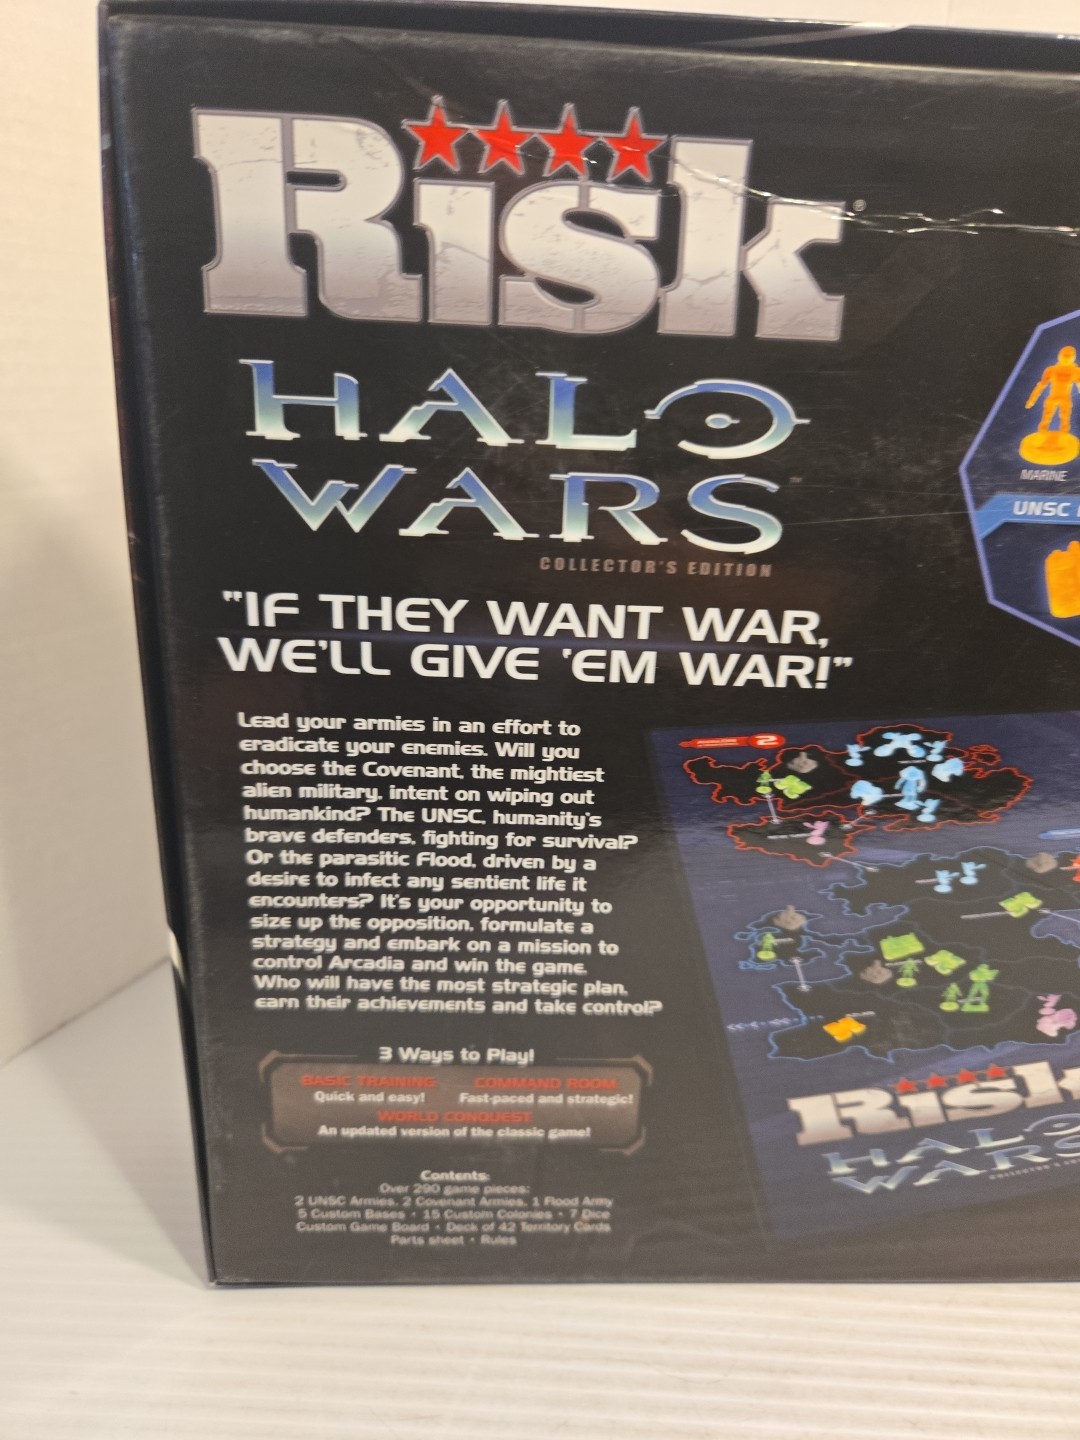 RISK®
HALO
WARS™
COLLECTOR'S EDITION
"IF THEY WANT WAR,
WE'LL GIVE 'EM WAR!"
Lead your armies in an effort to
eradicate your enemies. Will you
choose the Covenant, the mightiest
alien military, intent on wiping out
humankind? The UNSC, humanity's
brave defenders, fighting for survival?
Or the parasitic Flood, driven by a
desire to infect any sentient life it
encounters? It's your opportunity to
size up the opposition, formulate a
strategy and embark on a mission to
control Arcadia and win the game.
Who will have the most strategic plan,
earn their achievements and take control?
3 Ways to Play!
BASIC TRAINING COMMAND ROOM
Quick and easy! Fast-paced and strategic!
WORLD CONQUEST
An updated version of the classic game!
Contents:
Over 290 game pieces:
2 UNSC Armies, 2 Covenant Armies, 1 Flood Army
5 Custom Bases • 15 Custom Colonies • 7 Dice
Custom Game Board • Deck of 42 Territory Cards
Parts sheet • Rules
MARINE
UNSC
2
RISK
HALO
WARS